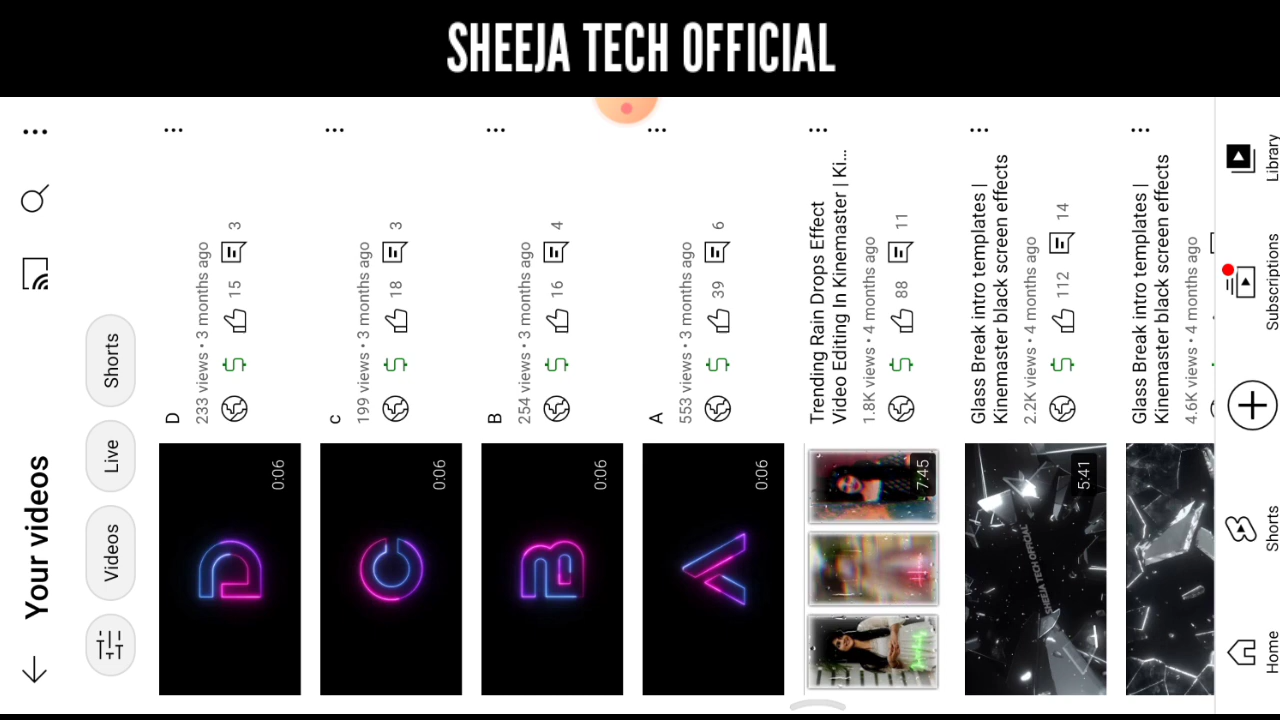 SHEEJA TECH OFFICIAL
Your videos
Videos
Live
Shorts
D
233 views • 3 months ago
15
3
0:06
D
c
199 views • 3 months ago
18
3
0:06
C
B
254 views • 3 months ago
16
4
0:06
B
A
553 views • 3 months ago
39
6
0:06
A
Trending Rain Drops Effect
Video Editing In Kinemaster | Ki...
1.8K views • 4 months ago
88
11
7:45
Glass Break intro templates |
Kinemaster black screen effects
2.2K views • 4 months ago
112
14
5:41
SHEEJA TECH OFFICIAL
Glass Break intro templates |
Kinemaster black screen effects
4.6K views • 4 months ago
Home
Shorts
Subscriptions
Library